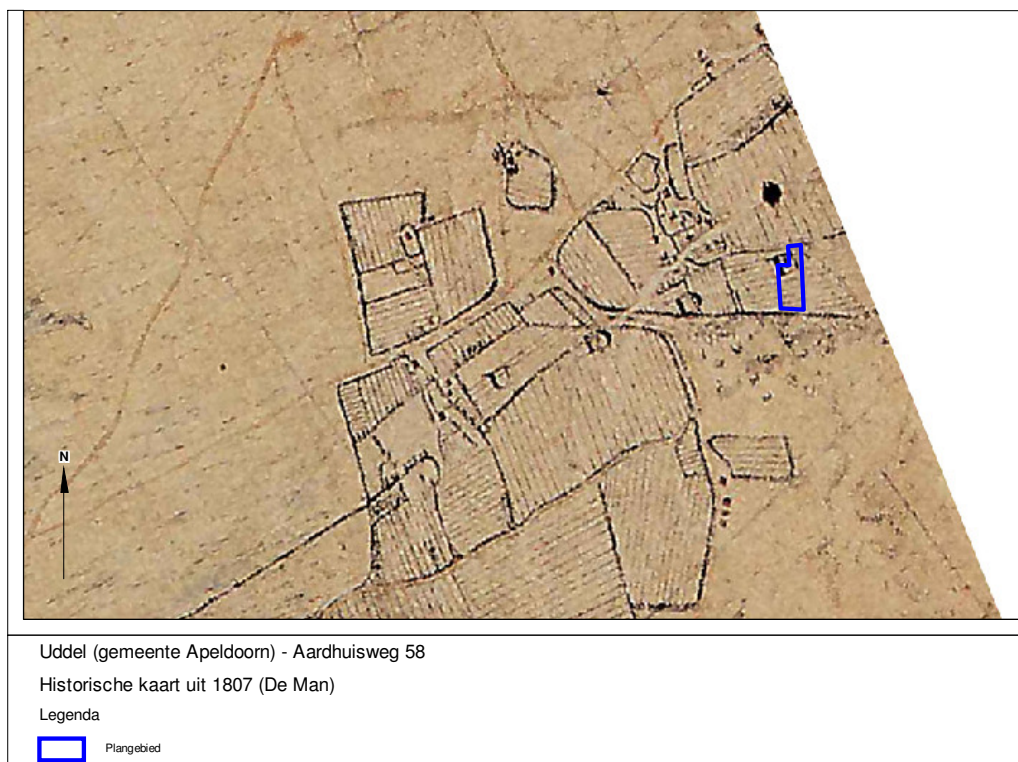 N
Uddel (gemeente Apeldoorn) - Aardhuisweg 58
Historische kaart uit 1807 (De Man)
Legenda
Plangebied